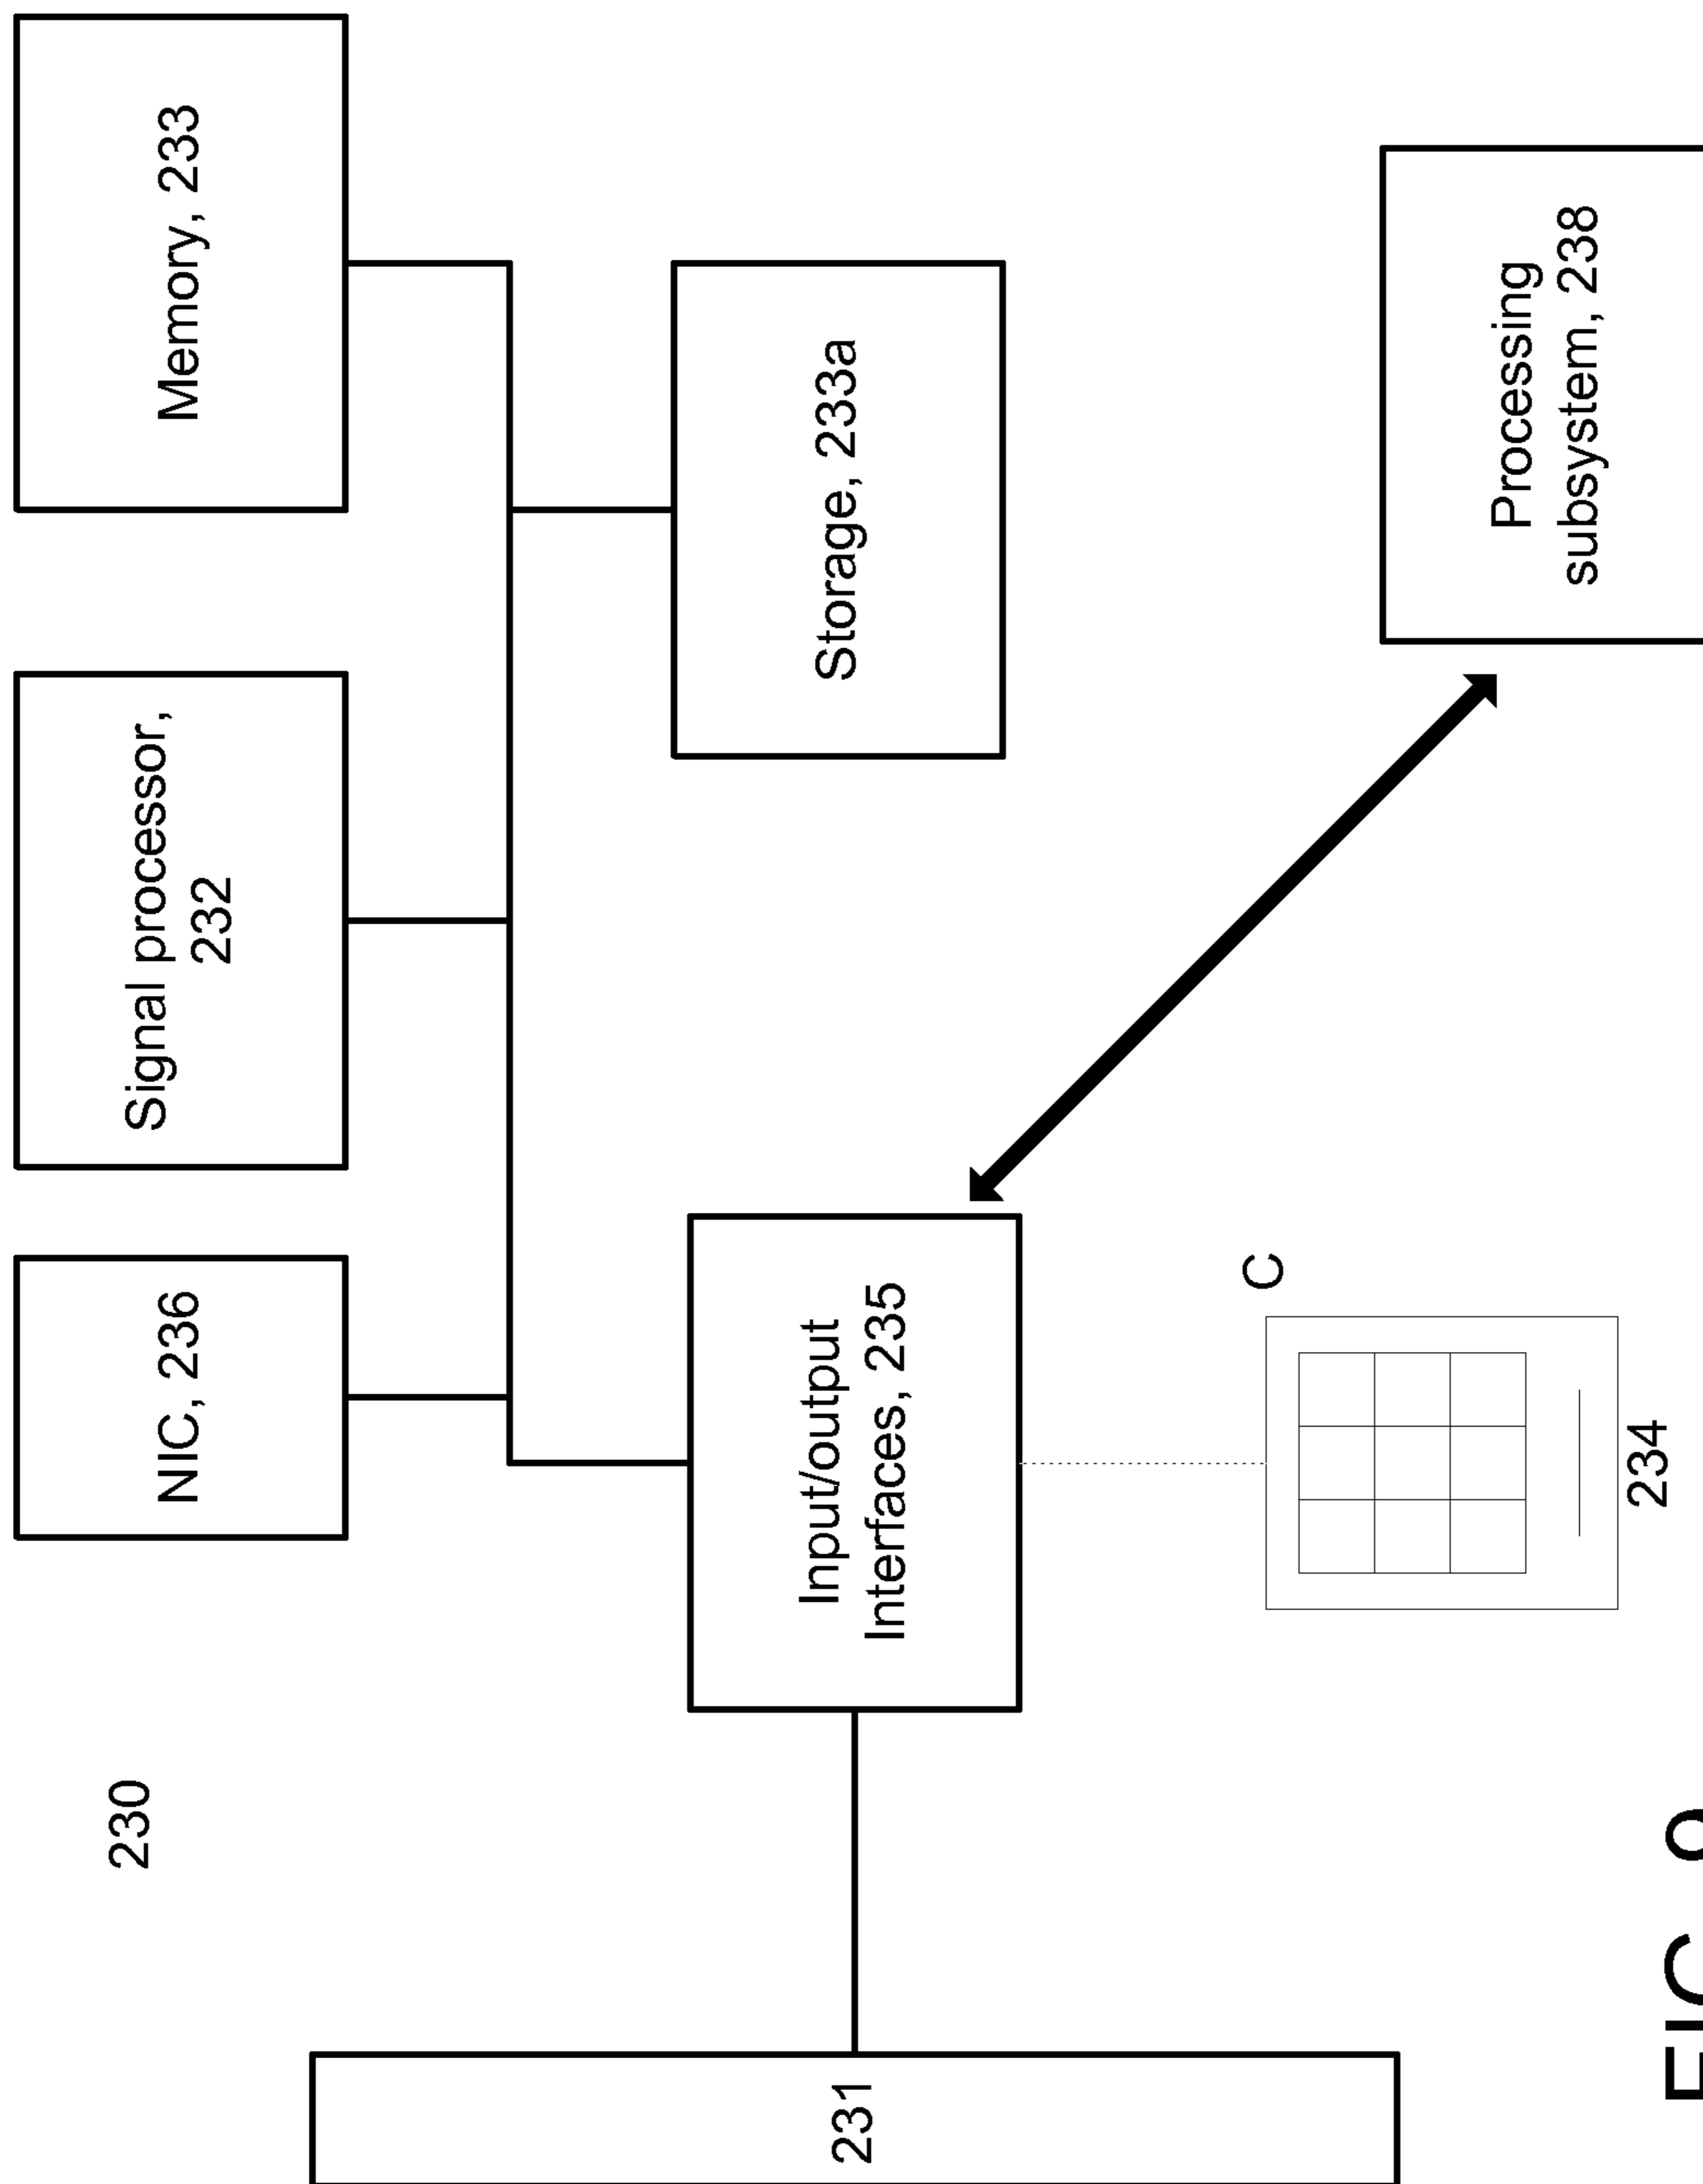 230
NIC, 236
Signal processor,
232
Memory, 233
231
Input/output
Interfaces, 235
Storage, 233a
C
234
Processing
subsystem, 238